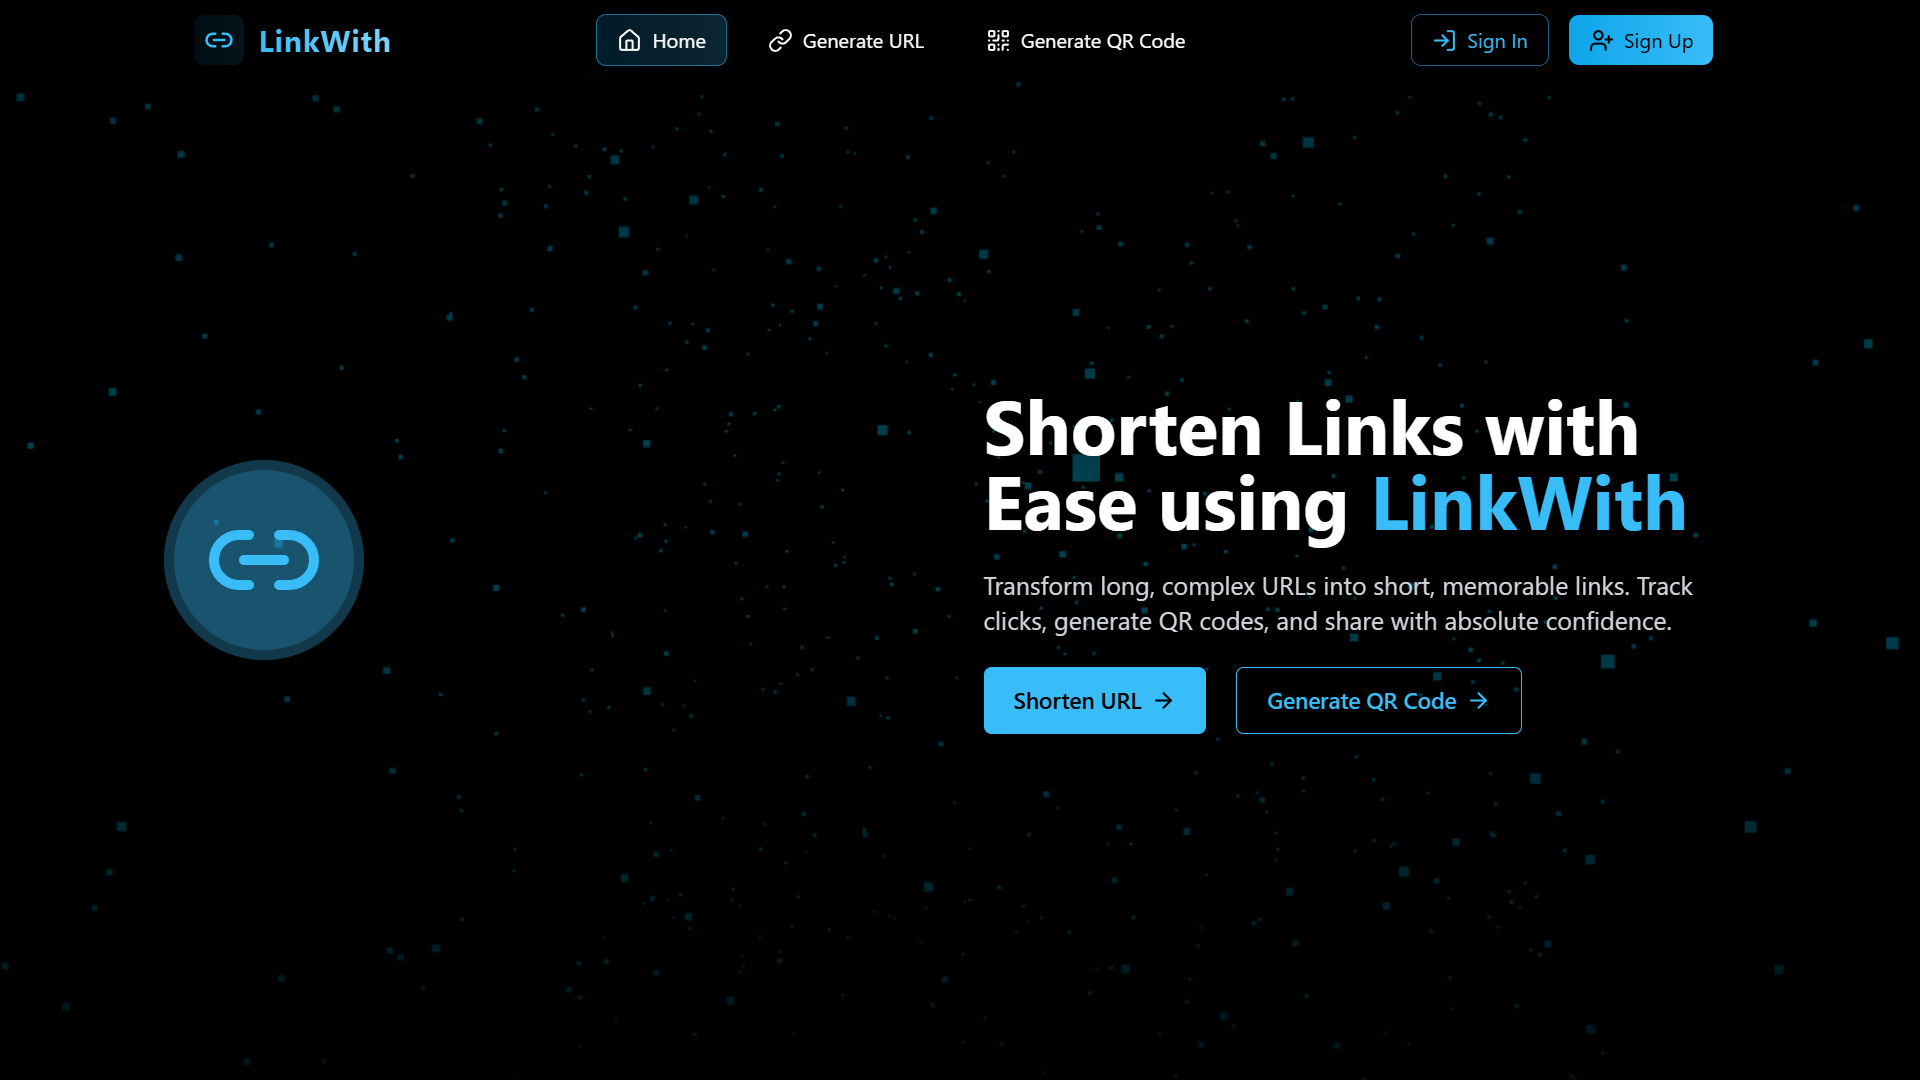 LinkWith
Home
Generate URL
Generate QR Code
Sign In
Sign Up
Shorten Links with
Ease using LinkWith
Transform long, complex URLs into short, memorable links. Track
clicks, generate QR codes, and share with absolute confidence.
Shorten URL
Generate QR Code